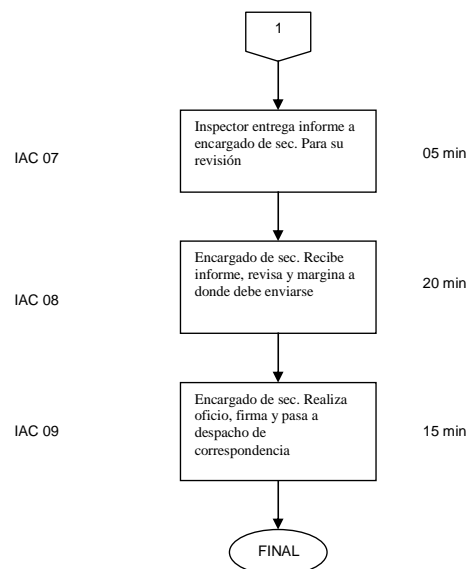 1
Inspector entrega informe a
encargado de sec. Para su
revisión
IAC 07
05 min
Encargado de sec. Recibe
informe, revisa y margina a
donde debe enviarse
IAC 08
20 min
Encargado de sec. Realiza
oficio, firma y pasa a
despacho de
correspondencia
IAC 09
15 min
FINAL